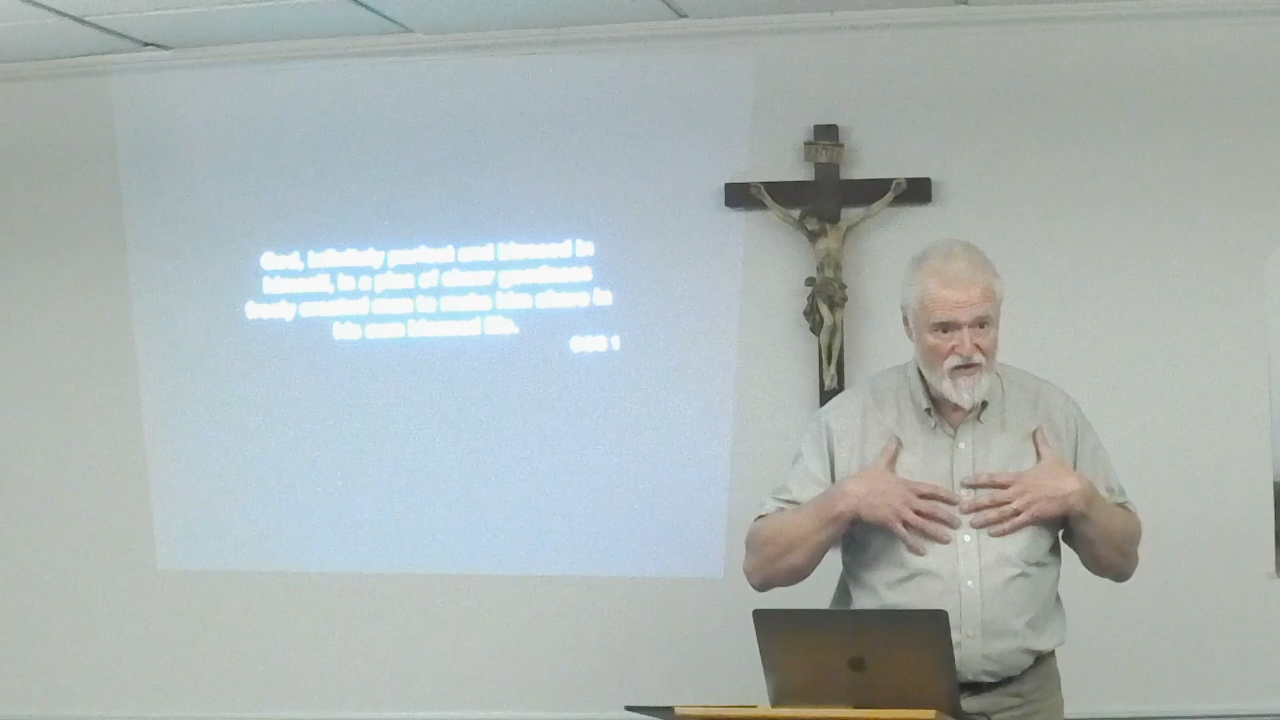 God, infinitely perfect and blessed in
himself, in a plan of sheer goodness
freely created man to make him share in
his own blessed life.
CCC 1